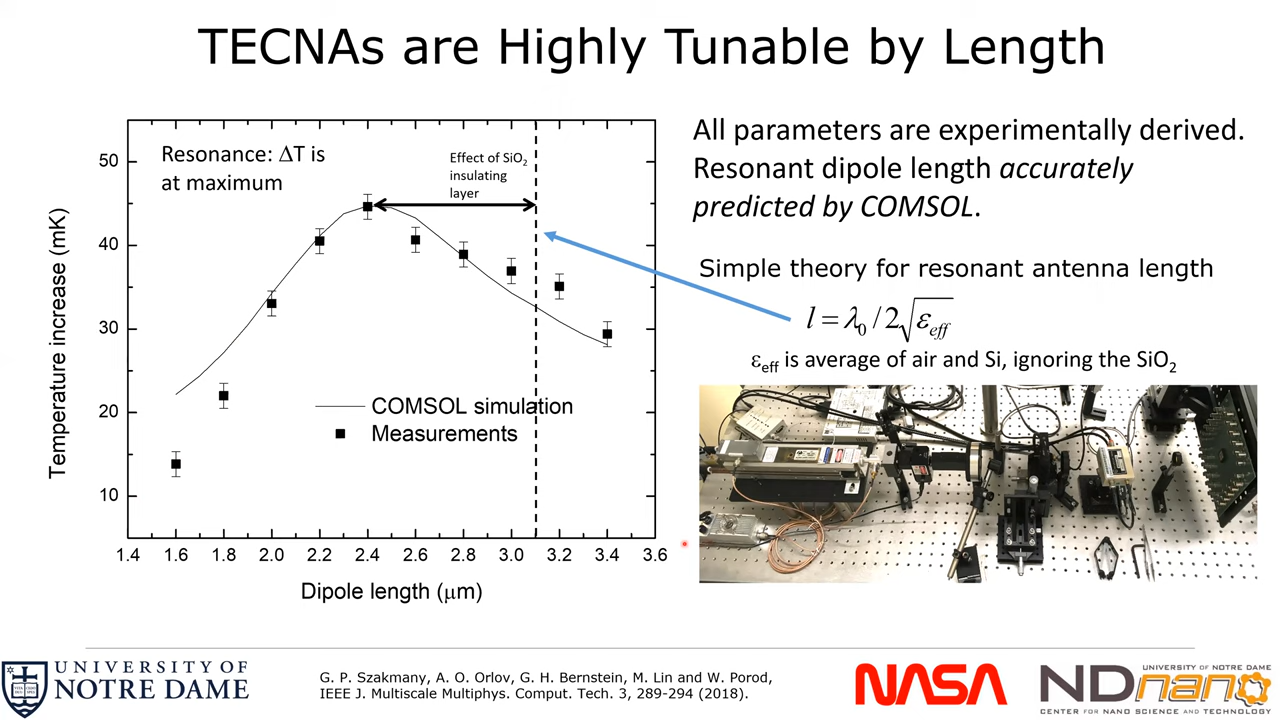 TECNAs are Highly Tunable by Length
Resonance: ΔT is
at maximum
Effect of SiO₂
insulating
layer
50
40
30
20
10
Temperature increase (mK)
COMSOL simulation
Measurements
1.4 1.6 1.8 2.0 2.2 2.4 2.6 2.8 3.0 3.2 3.4 3.6
Dipole length (μm)
All parameters are experimentally derived.
Resonant dipole length accurately
predicted by COMSOL.
Simple theory for resonant antenna length
l = λ₀ / 2√ε_eff
ε_eff is average of air and Si, ignoring the SiO₂
UNIVERSITY OF
NOTRE DAME
G. P. Szakmany, A. O. Orlov, G. H. Bernstein, M. Lin and W. Porod,
IEEE J. Multiscale Multiphys. Comput. Tech. 3, 289-294 (2018).
NASA
UNIVERSITY OF NOTRE DAME
NDnano
CENTER FOR NANO SCIENCE AND TECHNOLOGY